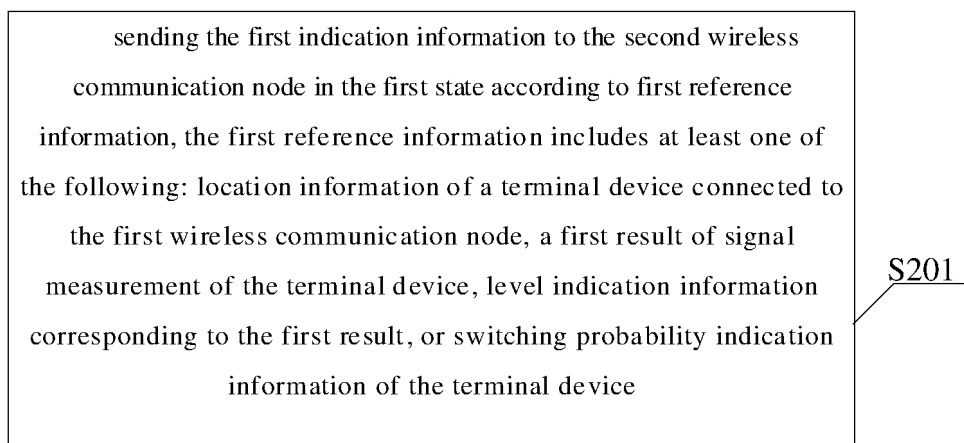 sending the first indication information to the second wireless
communication node in the first state according to first reference
information, the first reference information includes at least one of
the following: location information of a terminal device connected to
the first wireless communication node, a first result of signal
measurement of the terminal device, level indication information
corresponding to the first result, or switching probability indication
information of the terminal device
S201